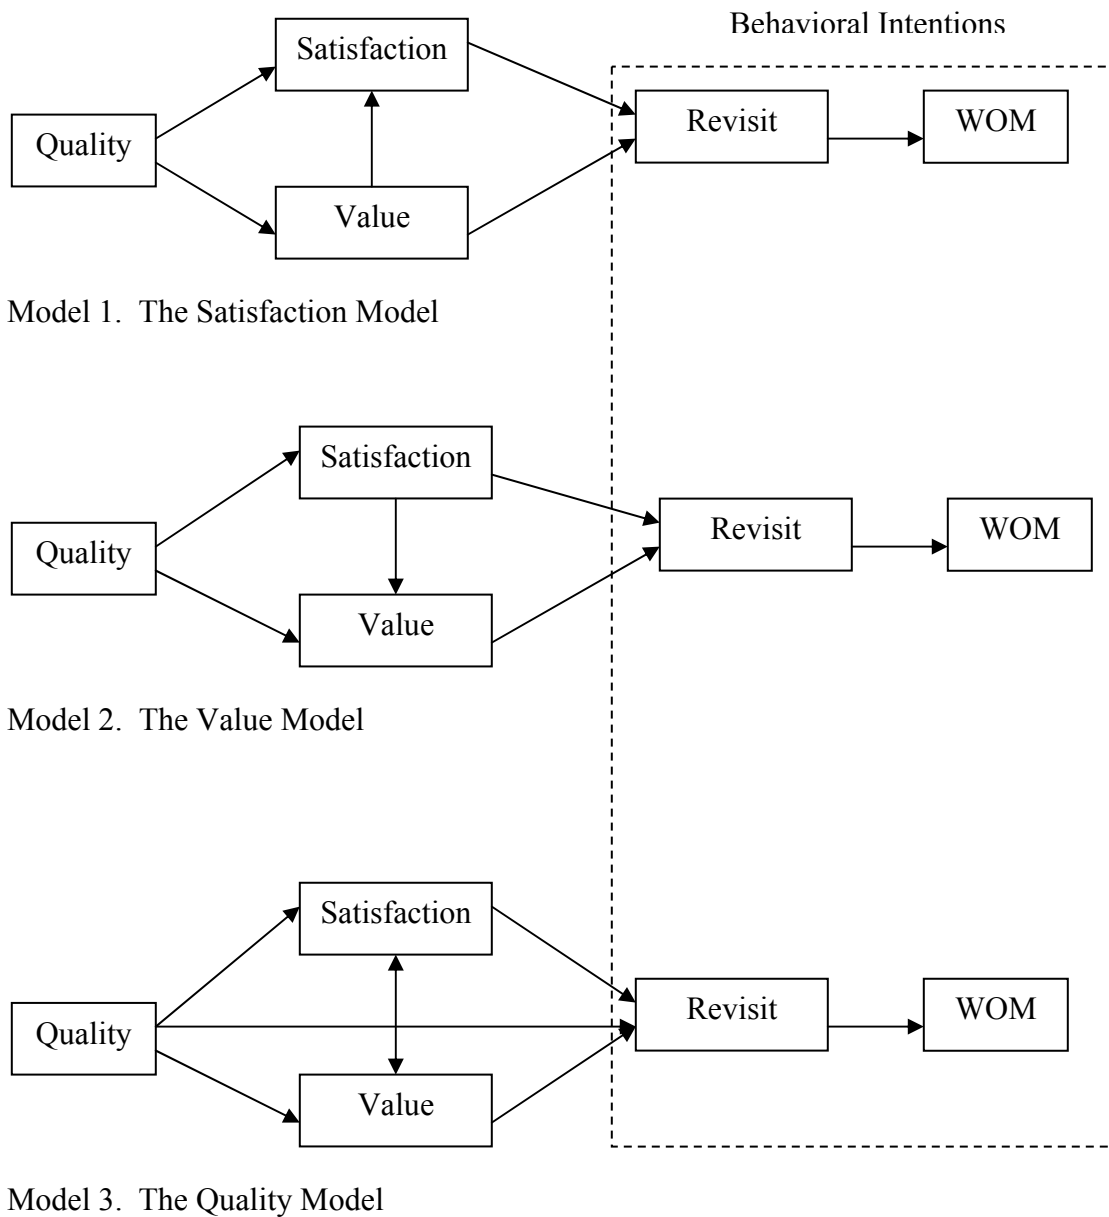 Behavioral Intentions
Satisfaction
Quality
Value
Revisit
WOM
Model 1.  The Satisfaction Model
Satisfaction
Quality
Value
Revisit
WOM
Model 2.  The Value Model
Satisfaction
Quality
Value
Revisit
WOM
Model 3.  The Quality Model